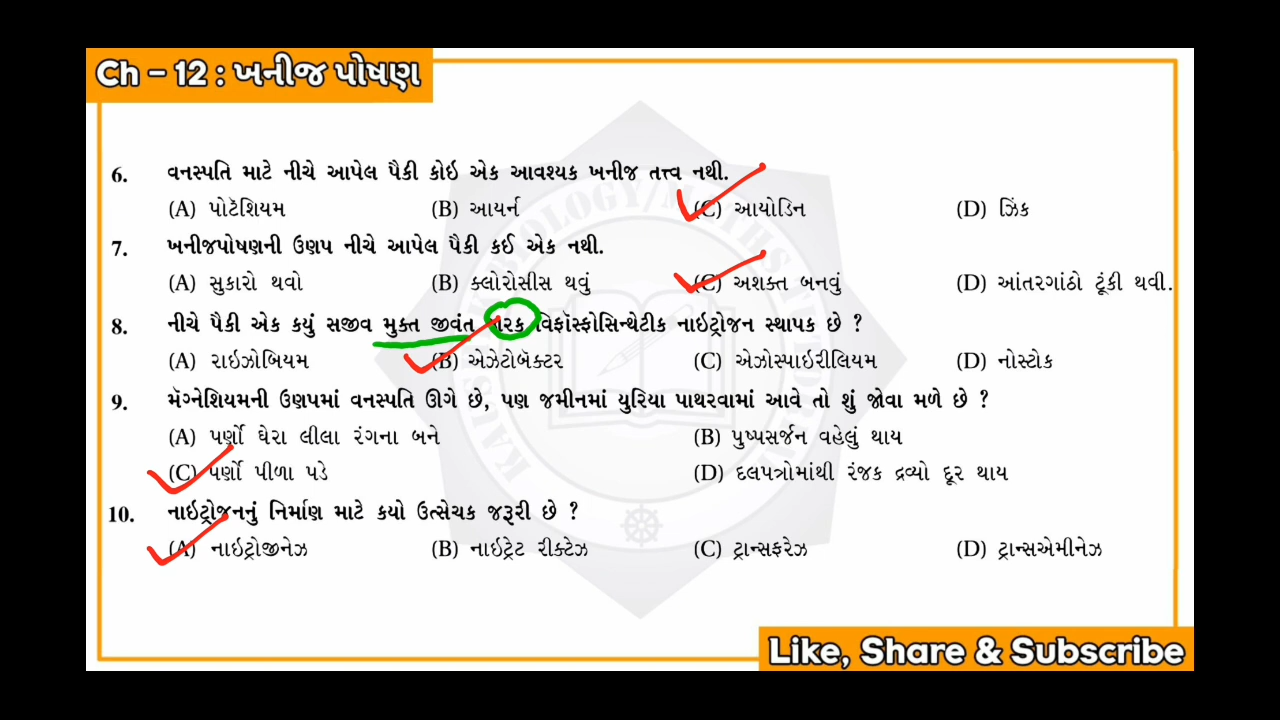 Ch – 12 : ખનીજ પોષણ
6. વનસ્પતિ માટે નીચે આપેલ પૈકી કોઇ એક આવશ્યક ખનીજ તત્ત્વ નથી.
(A) પોટૅશિયમ (B) આયર્ન (C) આયોડિન (D) ઝિંક
7. ખનીજપોષણની ઉણપ નીચે આપેલ પૈકી કઈ એક નથી.
(A) સુકારો થવો (B) ક્લોરોસીસ થવું (C) અશક્ત બનવું (D) આંતરગાંઠો ટૂંકી થવી.
8. નીચે પૈકી એક કયું સજીવ મુક્ત જીવંત વિફૉસ્ફોસિન્થેટીક નાઇટ્રોજન સ્થાપક છે ?
(A) રાઇઝોબિયમ (B) એઝેટોબૅક્ટર (C) એઝોસ્પાઇરીલિયમ (D) નોસ્ટોક
9. મૅગ્નેશિયમની ઉણપમાં વનસ્પતિ ઊગે છે, પણ જમીનમાં યુરિયા પાથરવામાં આવે તો શું જોવા મળે છે ?
(A) પર્ણો ઘેરા લીલા રંગના બને (B) પુષ્પસર્જન વહેલું થાય
(C) પર્ણો પીળા પડે (D) દલપત્રોમાંથી રંજક દ્રવ્યો દૂર થાય
10. નાઇટ્રોજનનું નિર્માણ માટે કયો ઉત્સેચક જરૂરી છે ?
(A) નાઇટ્રોજીનેઝ (B) નાઇટ્રેટ રીક્ટેઝ (C) ટ્રાન્સફરેઝ (D) ટ્રાન્સએમીનેઝ
Like, Share & Subscribe